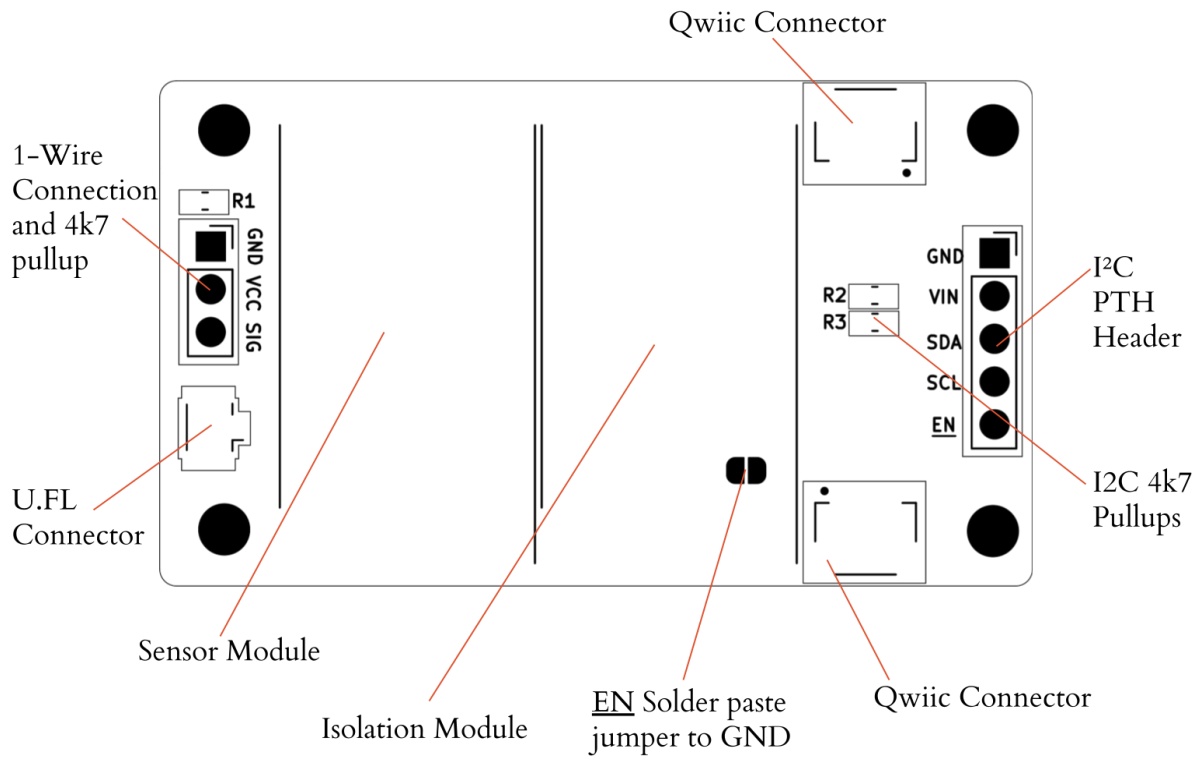 Qwiic Connector
1-Wire
Connection
and 4k7
pullup
R1
GND VCC SIG
GND
VIN
SDA
SCL
EN
R2
R3
I²C
PTH
Header
U.FL
Connector
I2C 4k7
Pullups
Sensor Module
Isolation Module
EN Solder paste
jumper to GND
Qwiic Connector